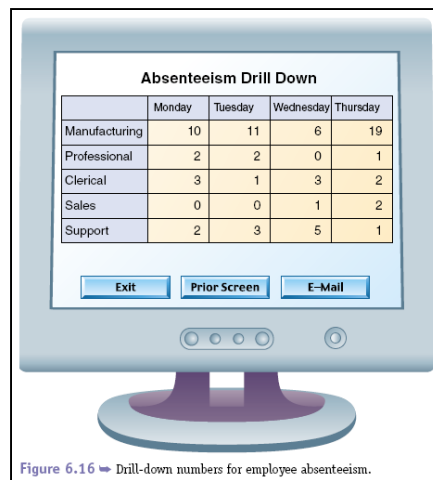 Absenteeism Drill Down
Monday Tuesday Wednesday Thursday
Manufacturing 10 11 6 19
Professional 2 2 0 1
Clerical 3 1 3 2
Sales 0 0 1 2
Support 2 3 5 1
Exit Prior Screen E-Mail
Figure 6.16 ➡ Drill-down numbers for employee absenteeism.